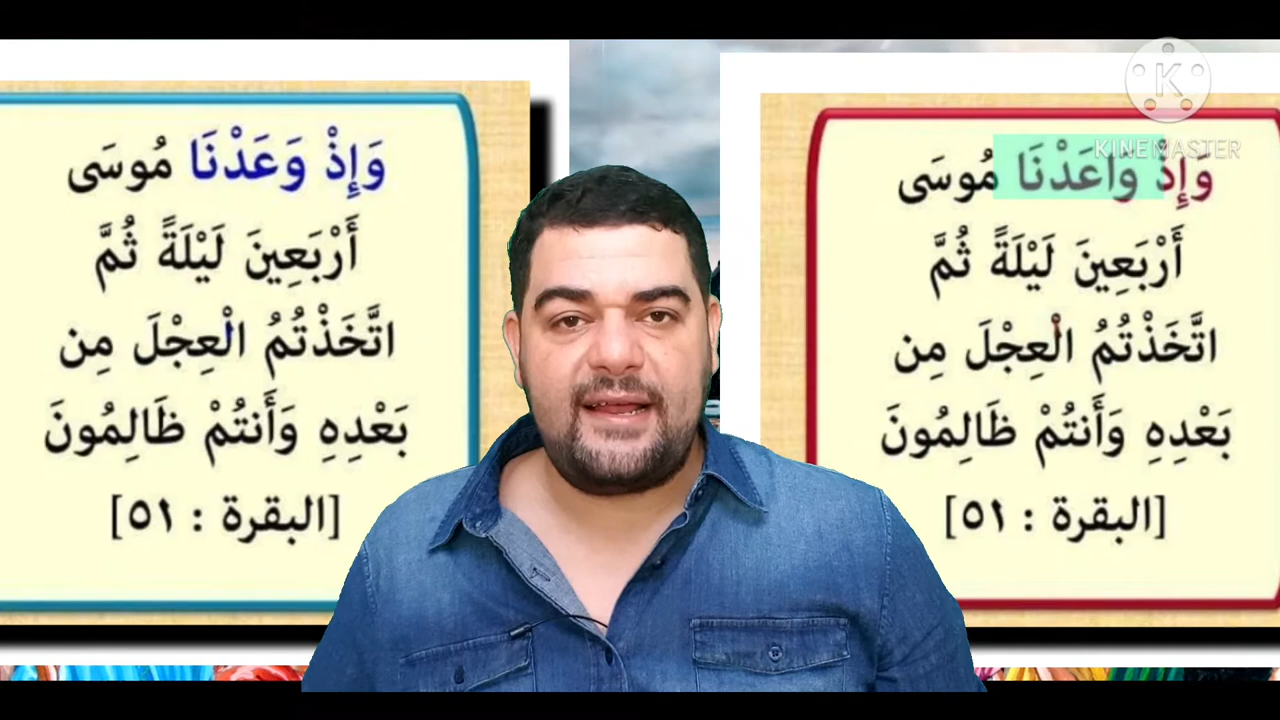 وَإِذْ وَاعَدْنَا مُوسَى
أَرْبَعِينَ لَيْلَةً ثُمَّ
اتَّخَذْتُمُ الْعِجْلَ مِن
بَعْدِهِ وَأَنتُمْ ظَالِمُونَ
[البقرة : ٥١]
وَإِذْ وَعَدْنَا مُوسَى
أَرْبَعِينَ لَيْلَةً ثُمَّ
اتَّخَذْتُمُ الْعِجْلَ مِن
بَعْدِهِ وَأَنتُمْ ظَالِمُونَ
[البقرة : ٥١]
K
KINEMASTER